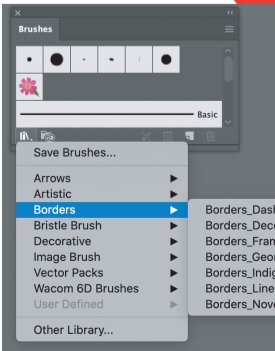 Brushes
Basic
Save Brushes...
Arrows
Artistic
Borders
Bristle Brush
Decorative
Image Brush
Vector Packs
Wacom 6D Brushes
User Defined
Other Library...
Borders_Dash
Borders_Deco
Borders_Fram
Borders_Geor
Borders_Indig
Borders_Line
Borders_Nove